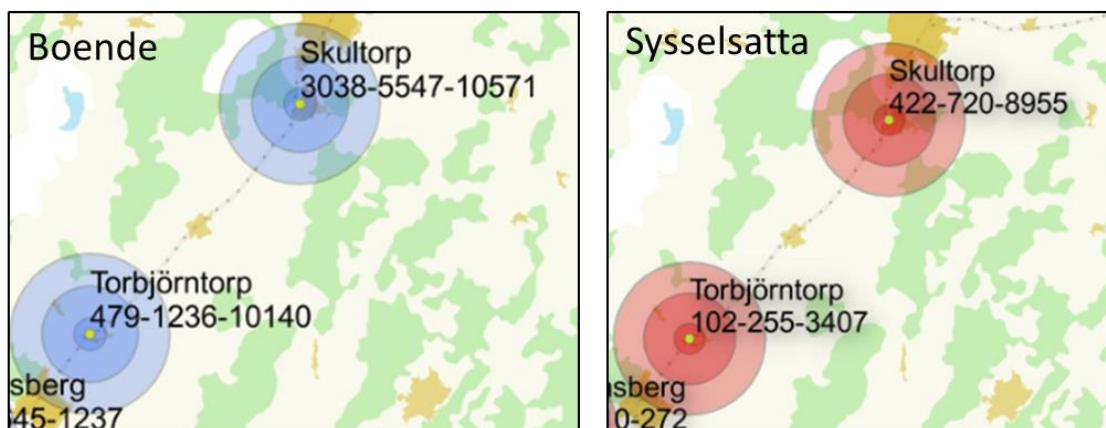 Boende
Skultorp
3038-5547-10571
Torbjörntorp
479-1236-10140
sberg
45-1237
Sysselsatta
Skultorp
422-720-8955
Torbjörntorp
102-255-3407
sberg
0-272